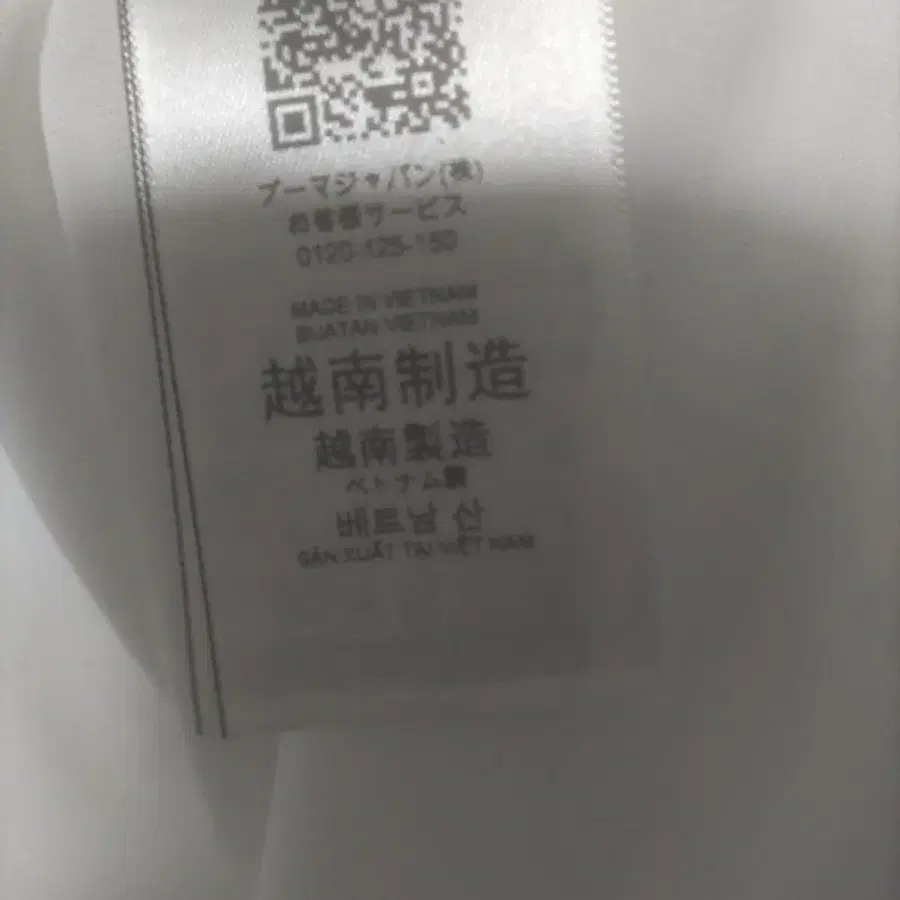 プーマジャパン(株)
お客様サービス
0120-125-150
MADE IN VIETNAM
BUATAN VIETNAM
越南制造
越南製造
ベトナム製
베트남 산
SẢN XUẤT TẠI VIỆT NAM